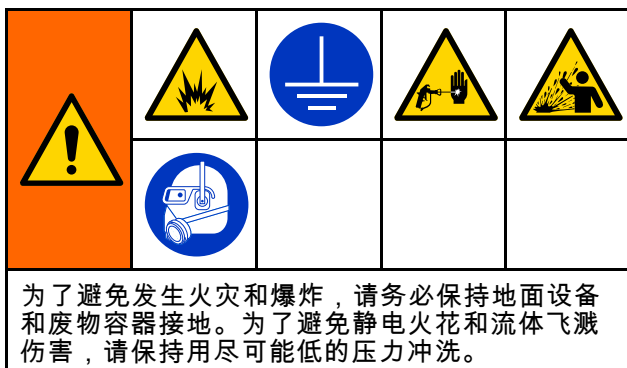 为了避免发生火灾和爆炸，请务必保持地面设备
和废物容器接地。为了避免静电火花和流体飞溅
伤害，请保持用尽可能低的压力冲洗。